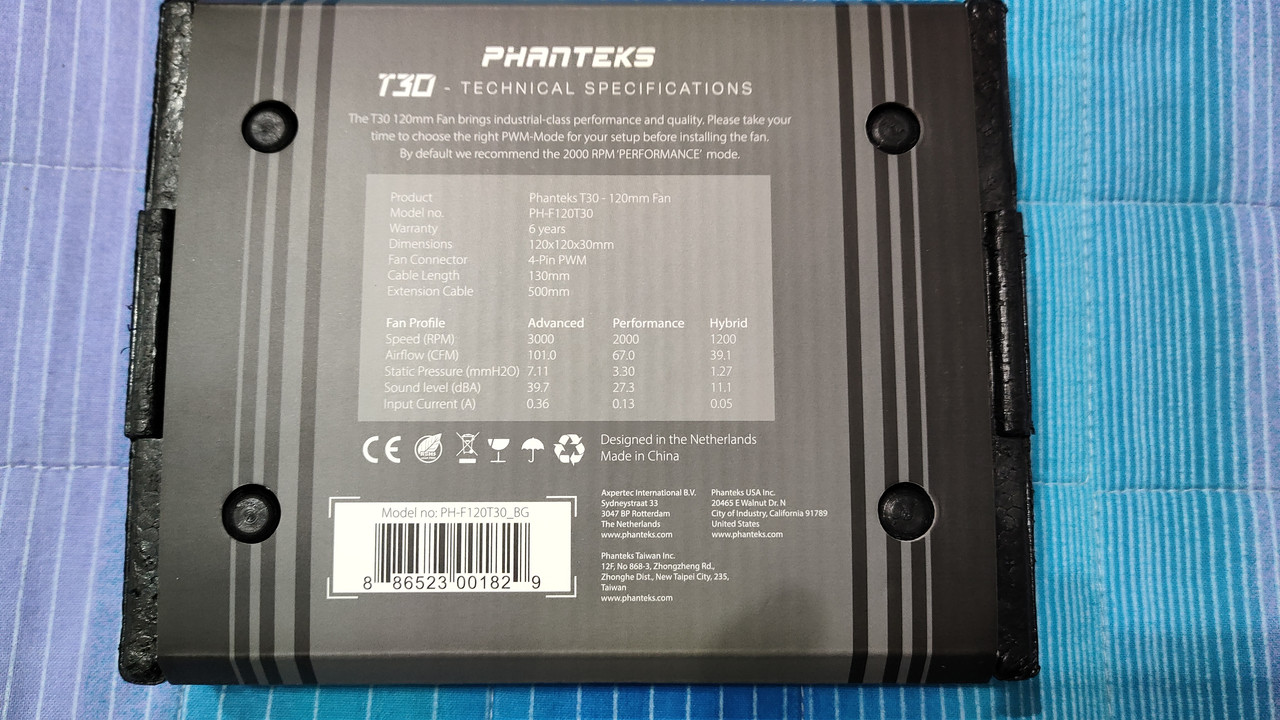 PHANTEKS
T30 - TECHNICAL SPECIFICATIONS
The T30 120mm Fan brings industrial-class performance and quality. Please take your
time to choose the right PWM-Mode for your setup before installing the fan.
By default we recommend the 2000 RPM 'PERFORMANCE' mode.
Product Phanteks T30 - 120mm Fan
Model no. PH-F120T30
Warranty 6 years
Dimensions 120x120x30mm
Fan Connector 4-Pin PWM
Cable Length 130mm
Extension Cable 500mm
Fan Profile Advanced Performance Hybrid
Speed (RPM) 3000 2000 1200
Airflow (CFM) 101.0 67.0 39.1
Static Pressure (mmH2O) 7.11 3.30 1.27
Sound level (dBA) 39.7 27.3 11.1
Input Current (A) 0.36 0.13 0.05
CE
RoHS
Designed in the Netherlands
Made in China
Model no: PH-F120T30_BG
8 86523 00182 9
Axpertec International B.V.
Sydneystraat 33
3047 BP Rotterdam
The Netherlands
www.phanteks.com
Phanteks USA Inc.
20465 E Walnut Dr. N
City of Industry, California 91789
United States
www.phanteks.com
Phanteks Taiwan Inc.
12F, No 868-3, Zhongzheng Rd.,
Zhonghe Dist., New Taipei City, 235,
Taiwan
www.phanteks.com